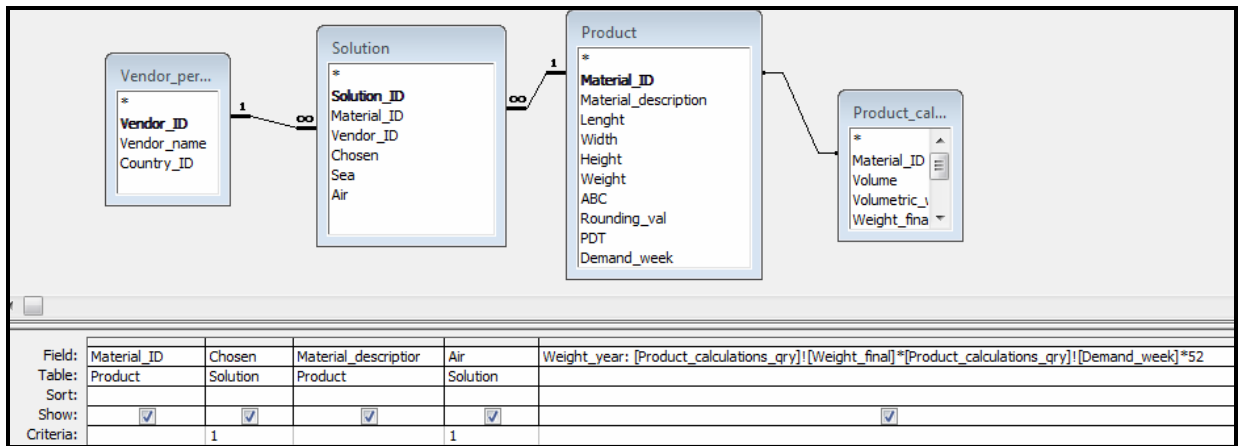 Vendor_per...
*
Vendor_ID
Vendor_name
Country_ID
1
∞
Solution
*
Solution_ID
Material_ID
Vendor_ID
Chosen
Sea
Air
∞
1
Product
*
Material_ID
Material_description
Lenght
Width
Height
Weight
ABC
Rounding_val
PDT
Demand_week
Product_cal...
*
Material_ID
Volume
Volumetric_w
Weight_fina
Field: Material_ID Chosen Material_descriptior Air Weight_year: [Product_calculations_qry]![Weight_final]*[Product_calculations_qry]![Demand_week]*52
Table: Product Solution Product Solution
Sort:
Show:
Criteria: 1 1